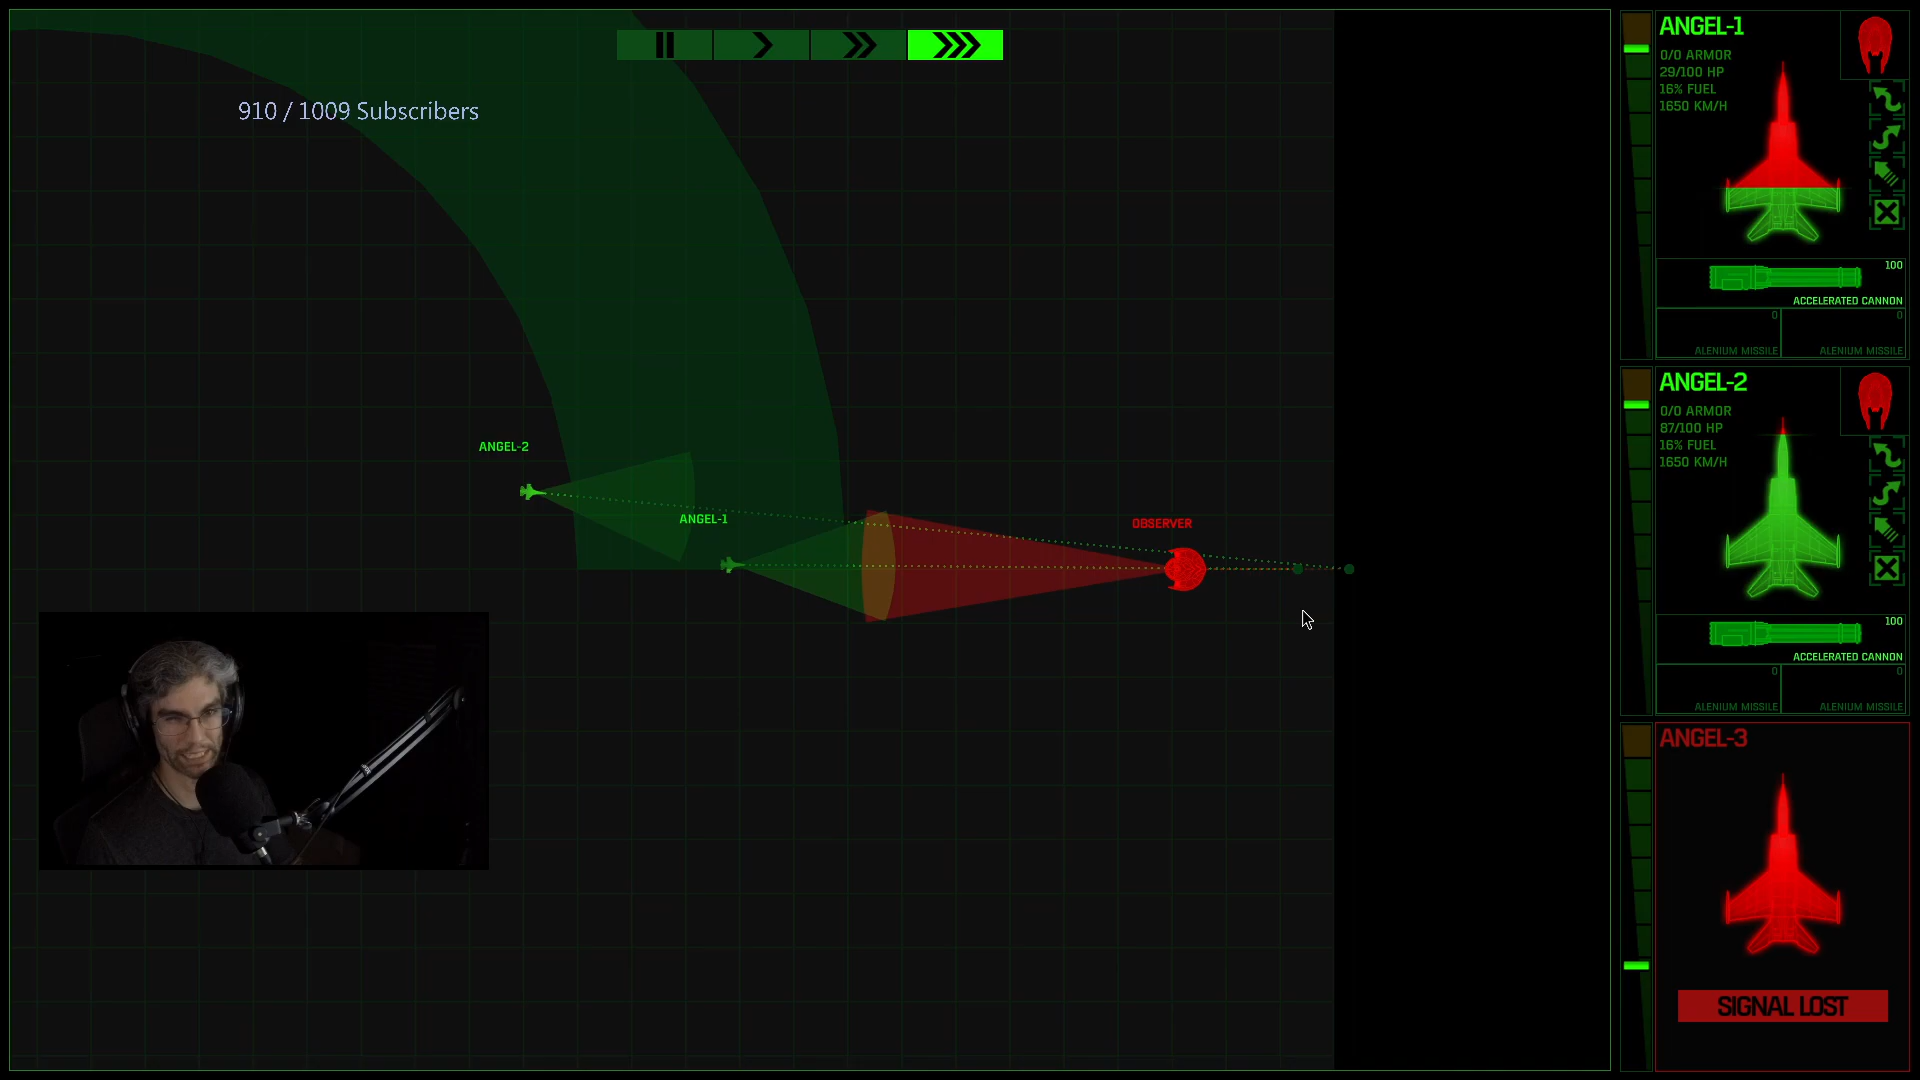 910 / 1009 Subscribers
ANGEL-2
ANGEL-1
OBSERVER
ANGEL-1
0/0 ARMOR
29/100 HP
16% FUEL
1650 KM/H
100
ACCELERATED CANNON
0
0
ALENIUM MISSILE
ALENIUM MISSILE
ANGEL-2
0/0 ARMOR
87/100 HP
16% FUEL
1650 KM/H
100
ACCELERATED CANNON
0
0
ALENIUM MISSILE
ALENIUM MISSILE
ANGEL-3
SIGNAL LOST